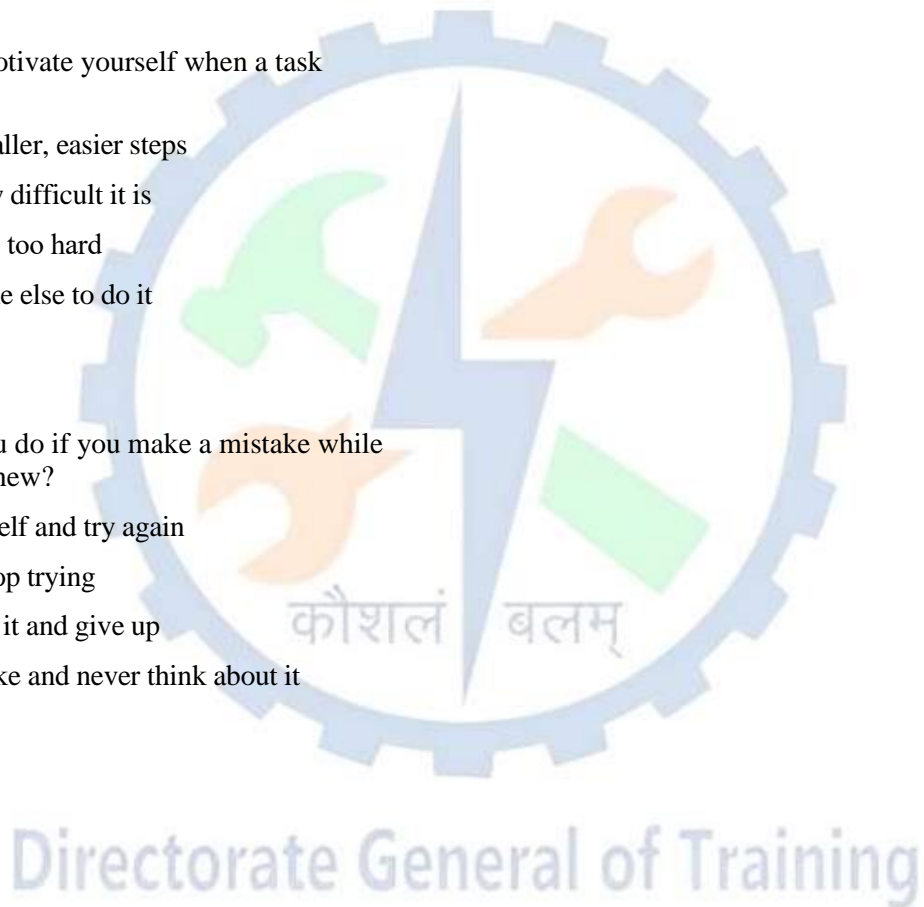 otivate yourself when a task
aller, easier steps
y difficult it is
too hard
e else to do it
u do if you make a mistake while
new?
elf and try again
op trying
it and give up
ke and never think about it
कौशलं बलम्
Directorate General of Training